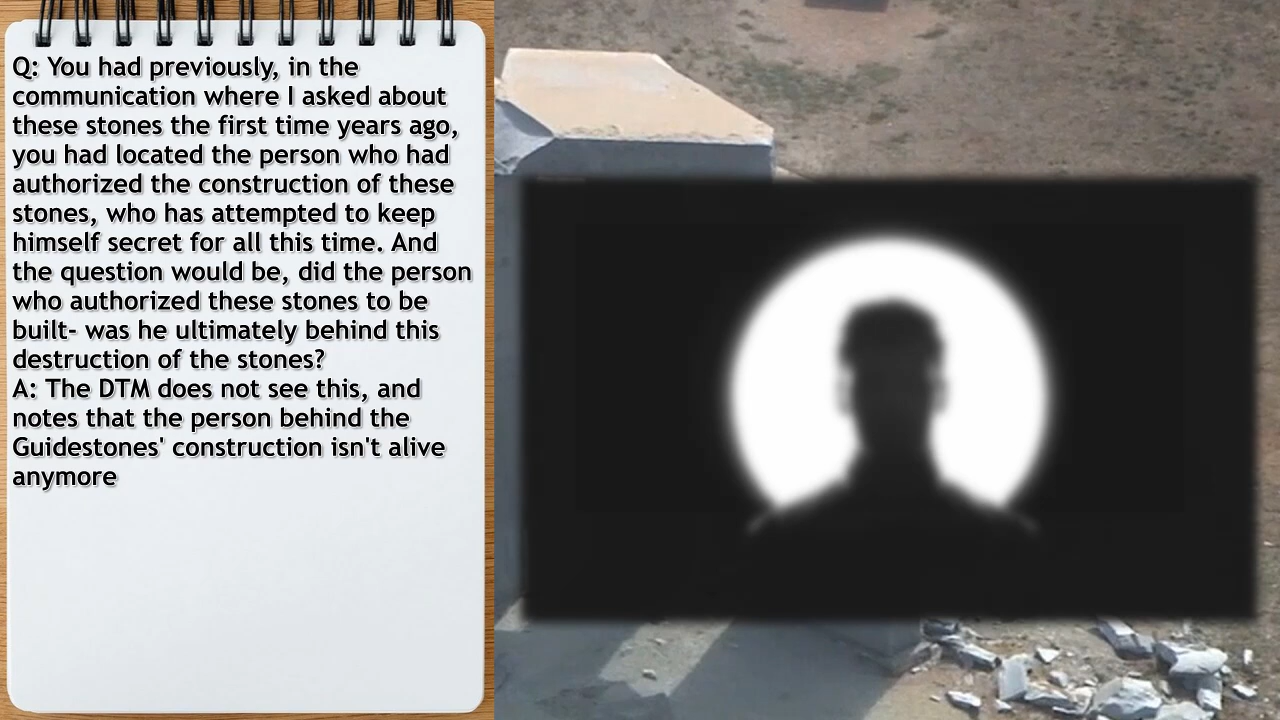 Q: You had previously, in the
communication where I asked about
these stones the first time years ago,
you had located the person who had
authorized the construction of these
stones, who has attempted to keep
himself secret for all this time. And
the question would be, did the person
who authorized these stones to be
built- was he ultimately behind this
destruction of the stones?
A: The DTM does not see this, and
notes that the person behind the
Guidestones' construction isn't alive
anymore